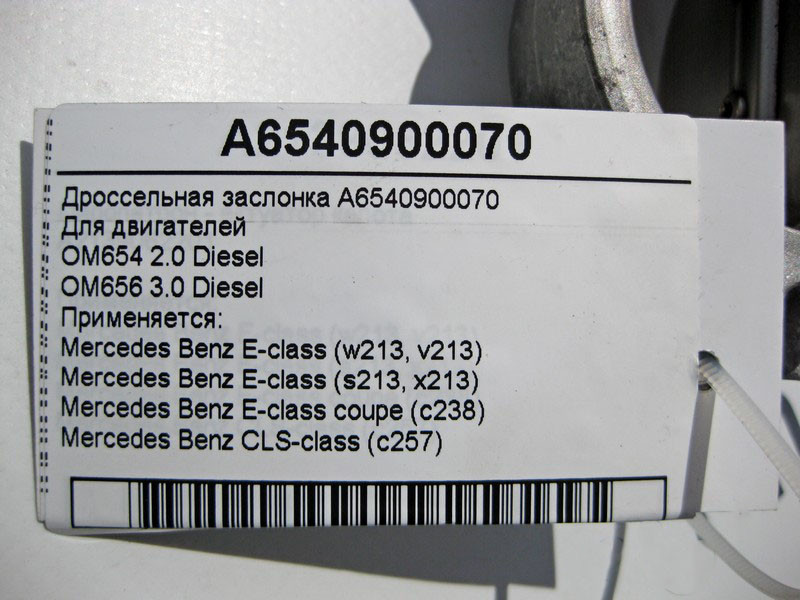 A6540900070
Дроссельная заслонка A6540900070
Для двигателей
OM654 2.0 Diesel
OM656 3.0 Diesel
Применяется:
Mercedes Benz E-class (w213, v213)
Mercedes Benz E-class (s213, x213)
Mercedes Benz E-class coupe (c238)
Mercedes Benz CLS-class (c257)